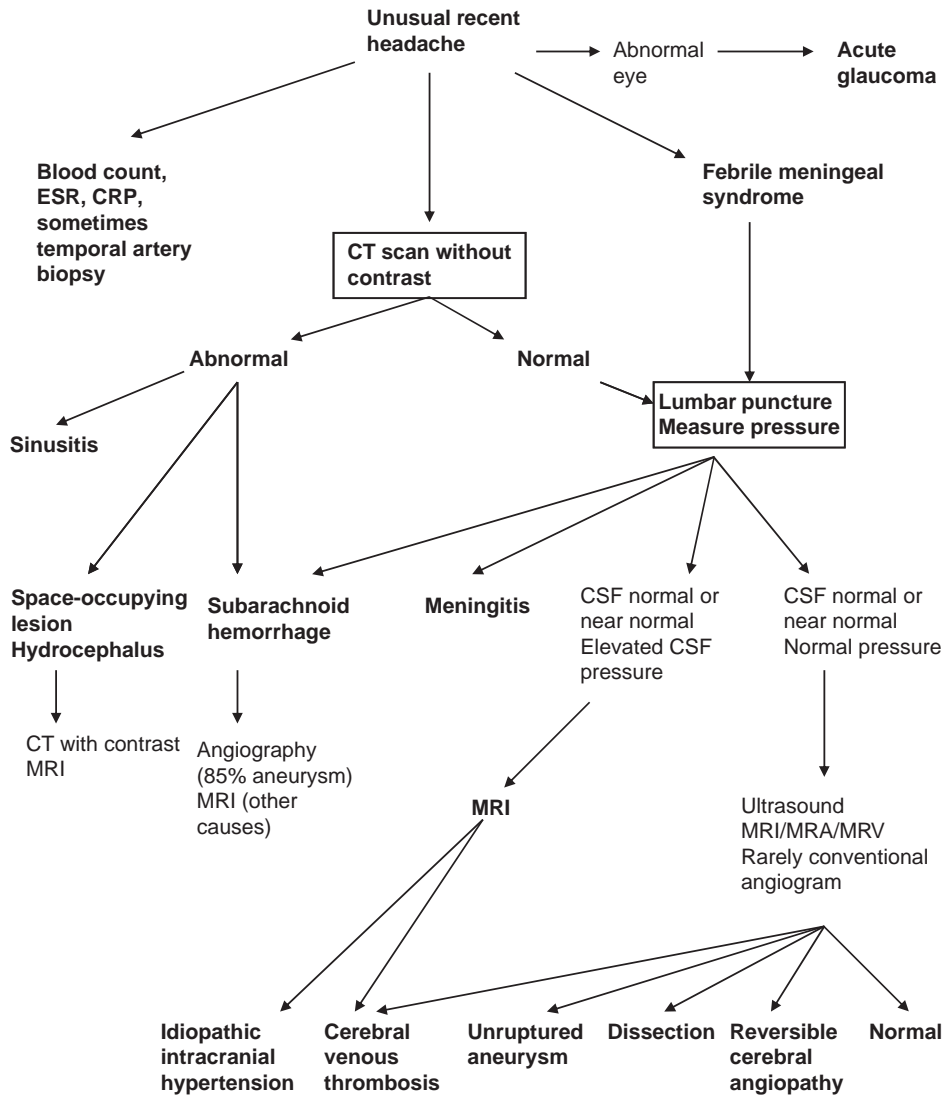 Unusual recent
headache
Abnormal
eye
Acute
glaucoma
Blood count,
ESR, CRP,
sometimes
temporal artery
biopsy
Febrile meningeal
syndrome
CT scan without
contrast
Abnormal
Normal
Lumbar puncture
Measure pressure
Sinusitis
Space-occupying
lesion
Hydrocephalus
Subarachnoid
hemorrhage
Meningitis
CSF normal or
near normal
Elevated CSF
pressure
CSF normal or
near normal
Normal pressure
CT with contrast
MRI
Angiography
(85% aneurysm)
MRI (other
causes)
MRI
Ultrasound
MRI/MRA/MRV
Rarely conventional
angiogram
Idiopathic
intracranial
hypertension
Cerebral
venous
thrombosis
Unruptured
aneurysm
Dissection
Reversible
cerebral
angiopathy
Normal